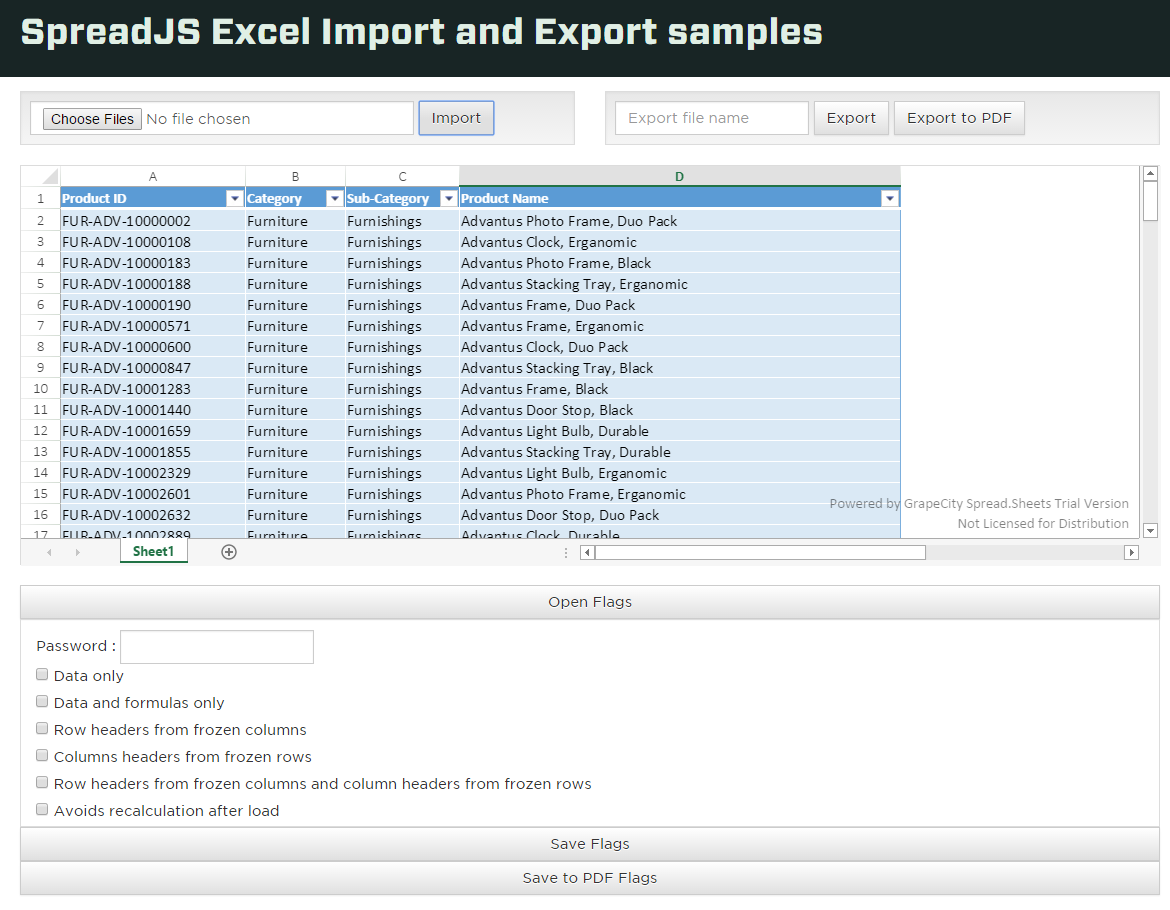 SpreadJS Excel Import and Export samples
Choose Files No file chosen Import
Export file name Export Export to PDF
A B C D
1 Product ID Category Sub-Category Product Name
2 FUR-ADV-10000002 Furniture Furnishings Advantus Photo Frame, Duo Pack
3 FUR-ADV-10000108 Furniture Furnishings Advantus Clock, Erganomic
4 FUR-ADV-10000183 Furniture Furnishings Advantus Photo Frame, Black
5 FUR-ADV-10000188 Furniture Furnishings Advantus Stacking Tray, Erganomic
6 FUR-ADV-10000190 Furniture Furnishings Advantus Frame, Duo Pack
7 FUR-ADV-10000571 Furniture Furnishings Advantus Frame, Erganomic
8 FUR-ADV-10000600 Furniture Furnishings Advantus Clock, Duo Pack
9 FUR-ADV-10000847 Furniture Furnishings Advantus Stacking Tray, Black
10 FUR-ADV-10001283 Furniture Furnishings Advantus Frame, Black
11 FUR-ADV-10001440 Furniture Furnishings Advantus Door Stop, Black
12 FUR-ADV-10001659 Furniture Furnishings Advantus Light Bulb, Durable
13 FUR-ADV-10001855 Furniture Furnishings Advantus Stacking Tray, Durable
14 FUR-ADV-10002329 Furniture Furnishings Advantus Light Bulb, Erganomic
15 FUR-ADV-10002601 Furniture Furnishings Advantus Photo Frame, Erganomic
16 FUR-ADV-10002632 Furniture Furnishings Advantus Door Stop, Duo Pack
17 FUR-ADV-10002889 Furniture Furnishings Advantus Clock, Durable
Powered by GrapeCity Spread.Sheets Trial Version
Not Licensed for Distribution
Sheet1
Open Flags
Password :
Data only
Data and formulas only
Row headers from frozen columns
Columns headers from frozen rows
Row headers from frozen columns and column headers from frozen rows
Avoids recalculation after load
Save Flags
Save to PDF Flags